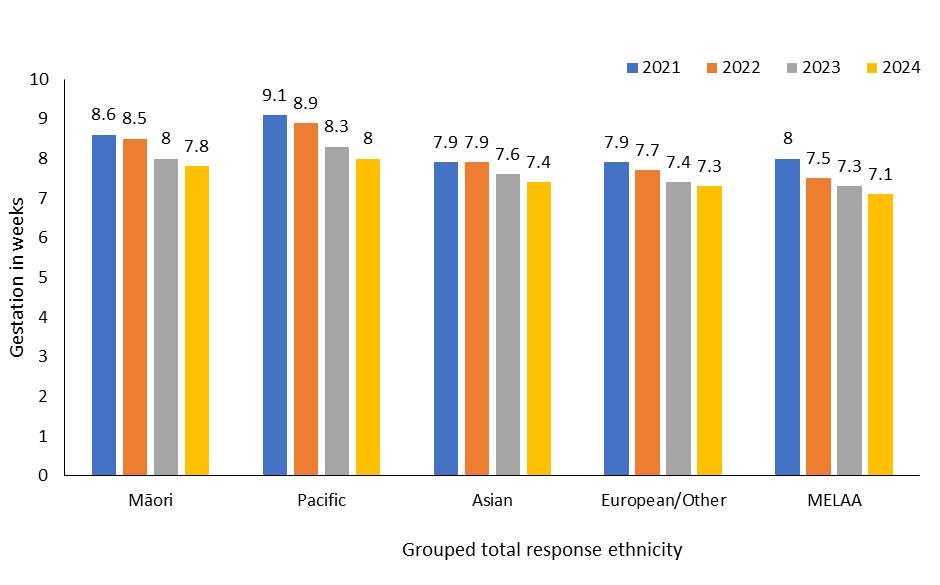 2021 2022 2023 2024
10
9
8
7
6
5
4
3
2
1
0
Gestation in weeks
8.6 8.5 8 7.8
9.1 8.9 8.3 8
7.9 7.9 7.6 7.4
7.9 7.7 7.4 7.3
8 7.5 7.3 7.1
Māori Pacific Asian European/Other MELAA
Grouped total response ethnicity